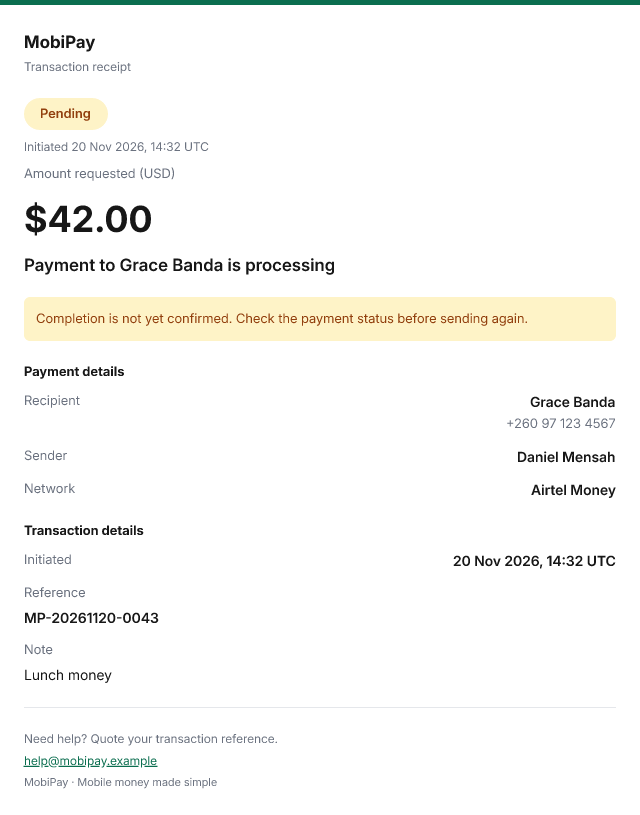 MobiPay
Transaction receipt
Pending
Initiated 20 Nov 2026, 14:32 UTC
Amount requested (USD)
$42.00
Payment to Grace Banda is processing
Completion is not yet confirmed. Check the payment status before sending again.
Payment details
Recipient Grace Banda
+260 97 123 4567
Sender Daniel Mensah
Network Airtel Money
Transaction details
Initiated 20 Nov 2026, 14:32 UTC
Reference
MP-20261120-0043
Note
Lunch money
Need help? Quote your transaction reference.
help@mobipay.example
MobiPay · Mobile money made simple